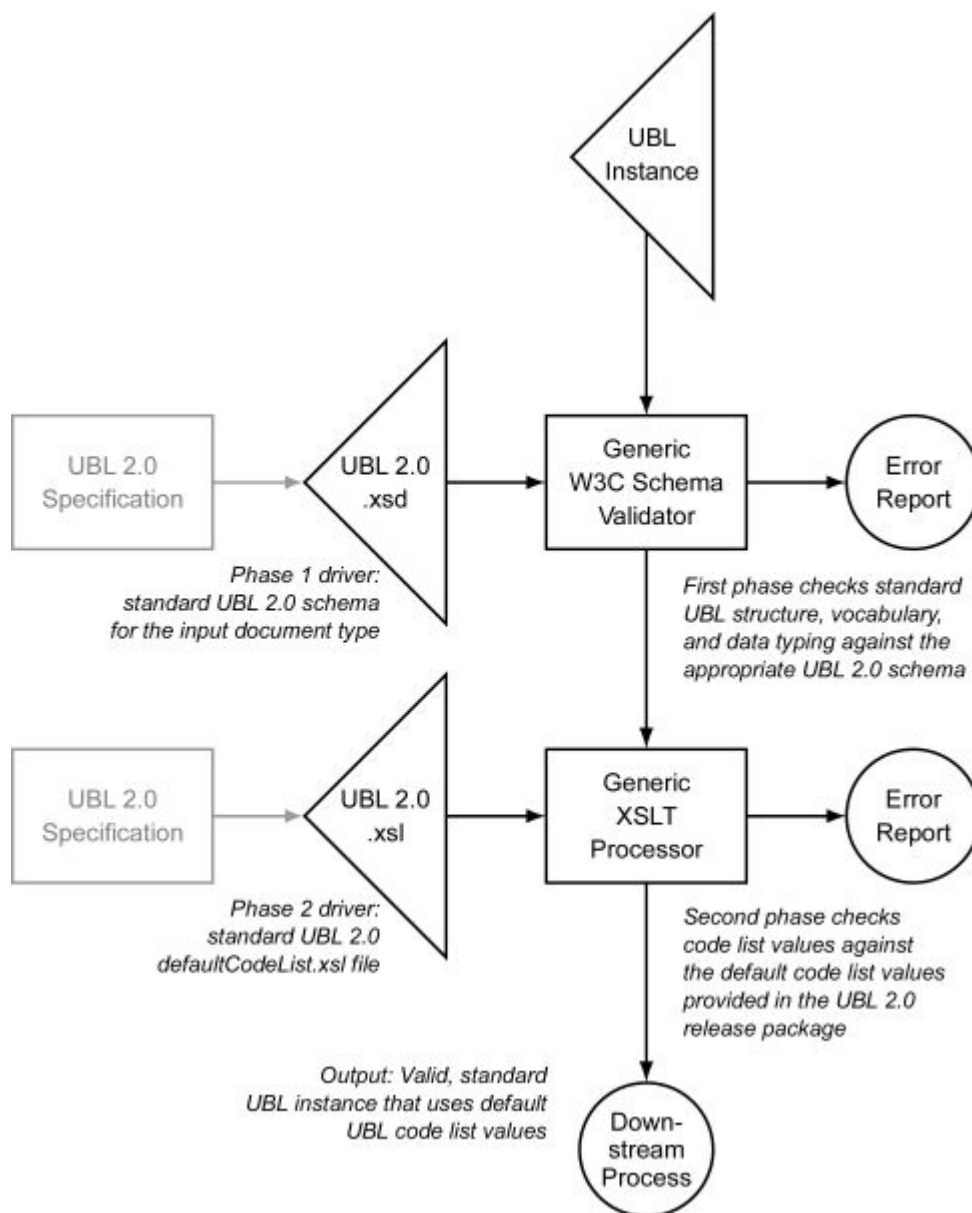 UBL
Instance
UBL 2.0
Specification
UBL 2.0
.xsd
Generic
W3C Schema
Validator
Error
Report
Phase 1 driver:
standard UBL 2.0 schema
for the input document type
First phase checks standard
UBL structure, vocabulary,
and data typing against the
appropriate UBL 2.0 schema
UBL 2.0
Specification
UBL 2.0
.xsl
Generic
XSLT
Processor
Error
Report
Phase 2 driver:
standard UBL 2.0
defaultCodeList.xsl file
Second phase checks
code list values against
the default code list values
provided in the UBL 2.0
release package
Output: Valid, standard
UBL instance that uses default
UBL code list values
Down-
stream
Process